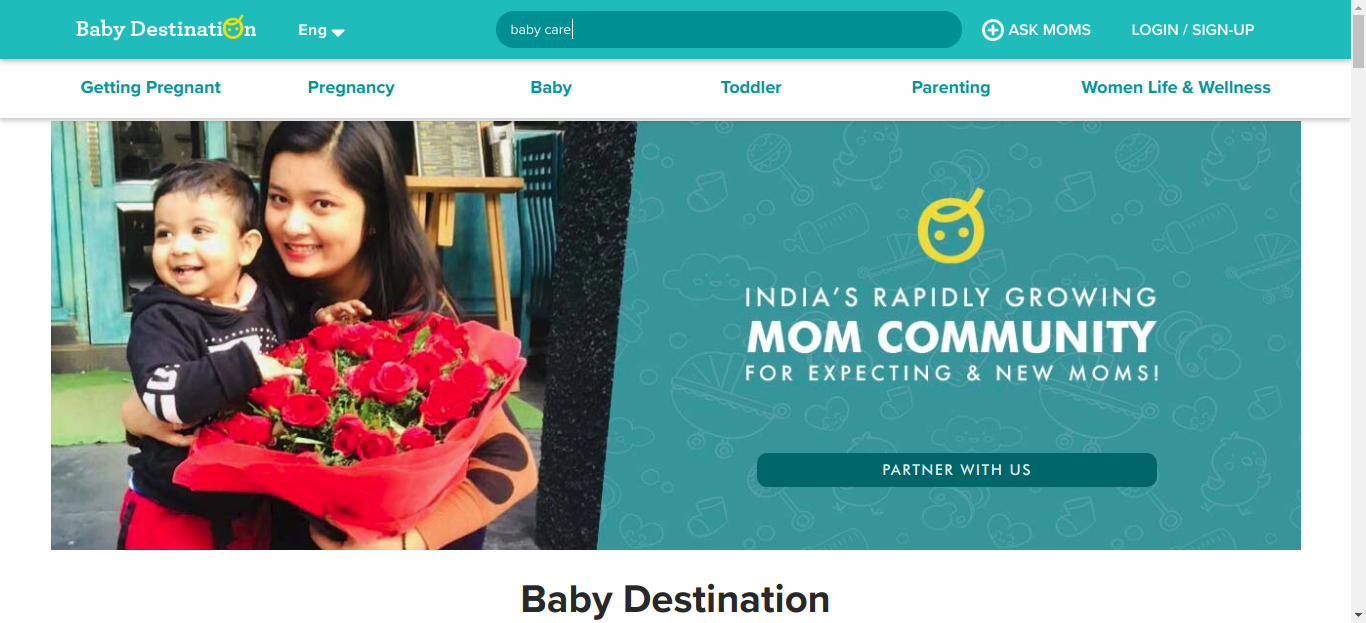 Baby Destination
Eng
baby care
ASK MOMS
LOGIN / SIGN-UP
Getting Pregnant
Pregnancy
Baby
Toddler
Parenting
Women Life & Wellness
INDIA'S RAPIDLY GROWING
MOM COMMUNITY
FOR EXPECTING & NEW MOMS!
PARTNER WITH US
Baby Destination